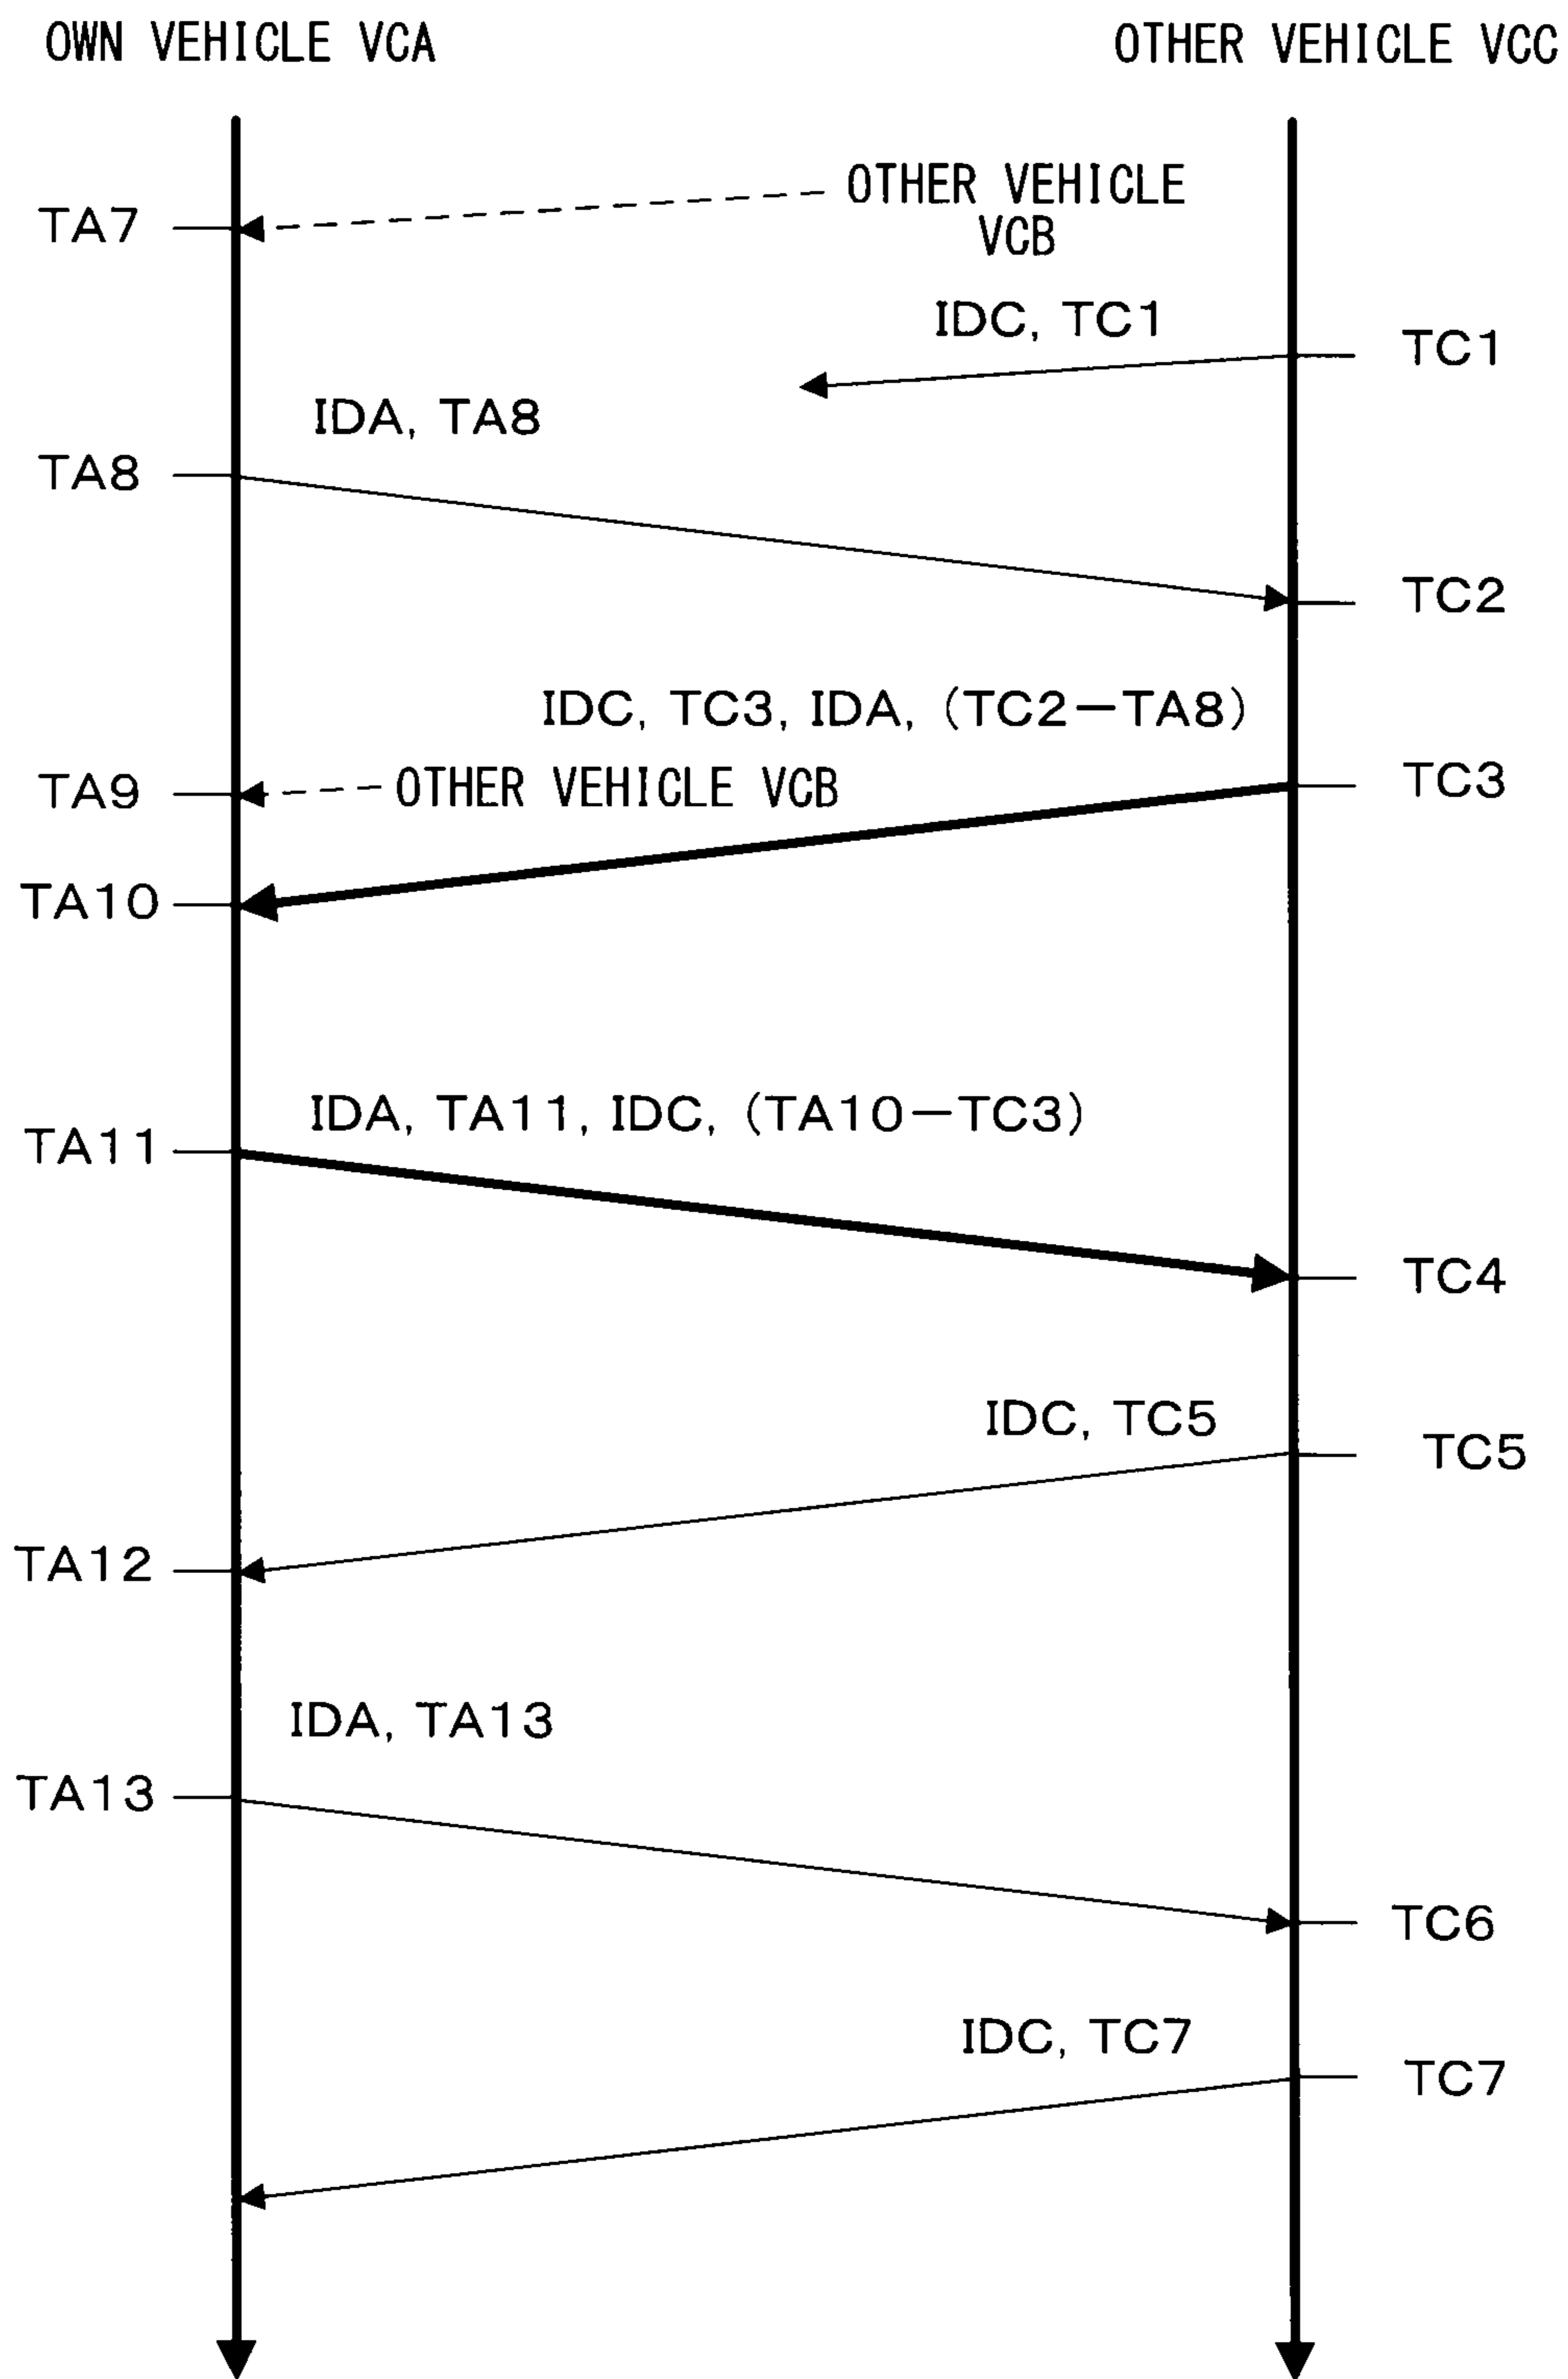 OWN VEHICLE VCA
OTHER VEHICLE VCC
OTHER VEHICLE
VCB
TA7
IDC, TC1
TC1
IDA, TA8
TA8
TC2
IDC, TC3, IDA, (TC2−TA8)
TA9
OTHER VEHICLE VCB
TC3
TA10
IDA, TA11, IDC, (TA10−TC3)
TA11
TC4
IDC, TC5
TC5
TA12
IDA, TA13
TA13
TC6
IDC, TC7
TC7